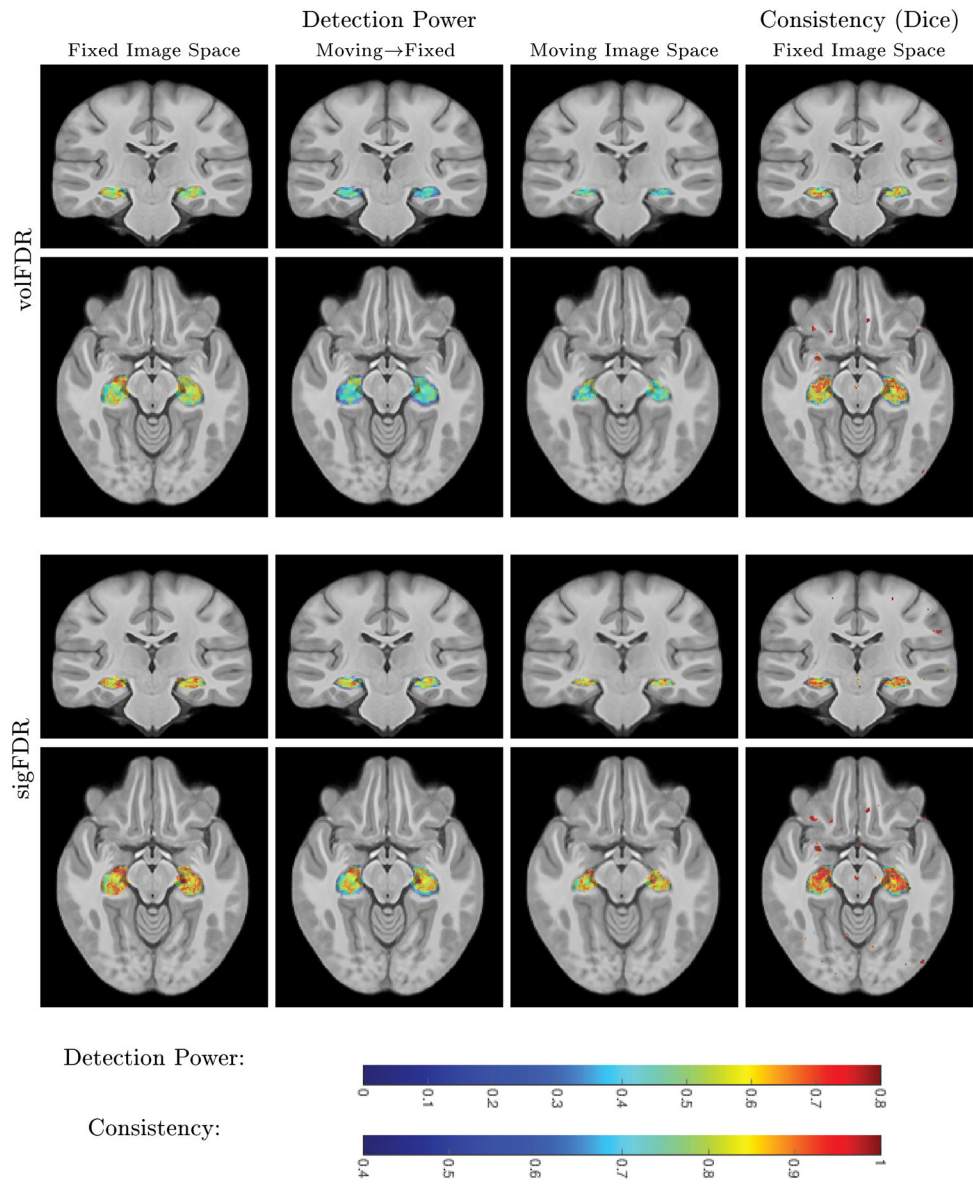 Detection Power
Consistency (Dice)
Fixed Image Space
Moving→Fixed
Moving Image Space
Fixed Image Space
volFDR
sigFDR
Detection Power:
0 0.1 0.2 0.3 0.4 0.5 0.6 0.7 0.8
Consistency:
0.4 0.5 0.6 0.7 0.8 0.9 1